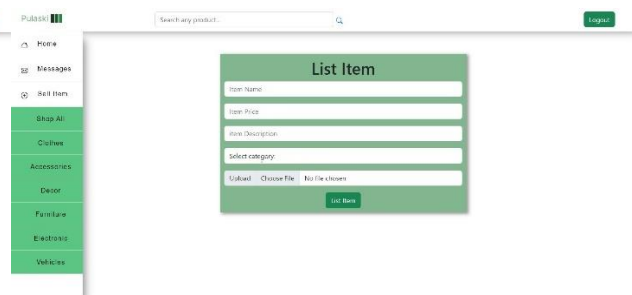 Pulaski
Search any product...
Logout
Home
Messages
Sell Item
Shop All
Clothes
Accessories
Decor
Furniture
Electronic
Vehicles
List Item
Item Name
Item Price
Item Description
Select category:
Upload Choose File No file chosen
List Item